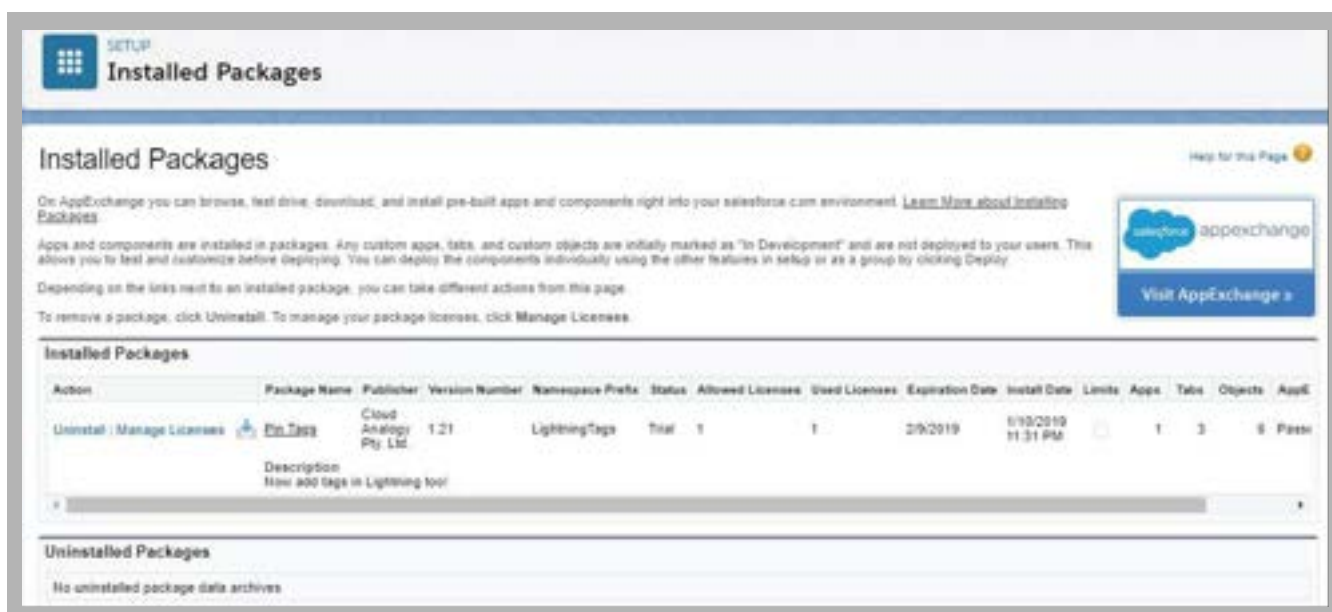 SETUP
Installed Packages
Installed Packages
Help for this Page ?
On AppExchange you can browse, test drive, download, and install pre-built apps and components right into your salesforce.com environment. Learn More about Installing
Packages.
Apps and components are installed in packages. Any custom apps, tabs, and custom objects are initially marked as "In Development" and are not deployed to your users. This
allows you to test and customize before deploying. You can deploy the components individually using the other features in setup or as a group by clicking Deploy.
Depending on the links next to an installed package, you can take different actions from this page.
To remove a package, click Uninstall. To manage your package licenses, click Manage Licenses.
salesforce appexchange
Visit AppExchange »
Installed Packages
Action Package Name Publisher Version Number Namespace Prefix Status Allowed Licenses Used Licenses Expiration Date Install Date Limits Apps Tabs Objects AppE
Uninstall | Manage Licenses Pin Tags Cloud Analogy Pty. Ltd. 1.21 LightningTags Trial 1 1 2/9/2019 1/10/2019 11:31 PM 1 3 6 Passe
Description
Now add tags in Lightning too!
Uninstalled Packages
No uninstalled package data archives